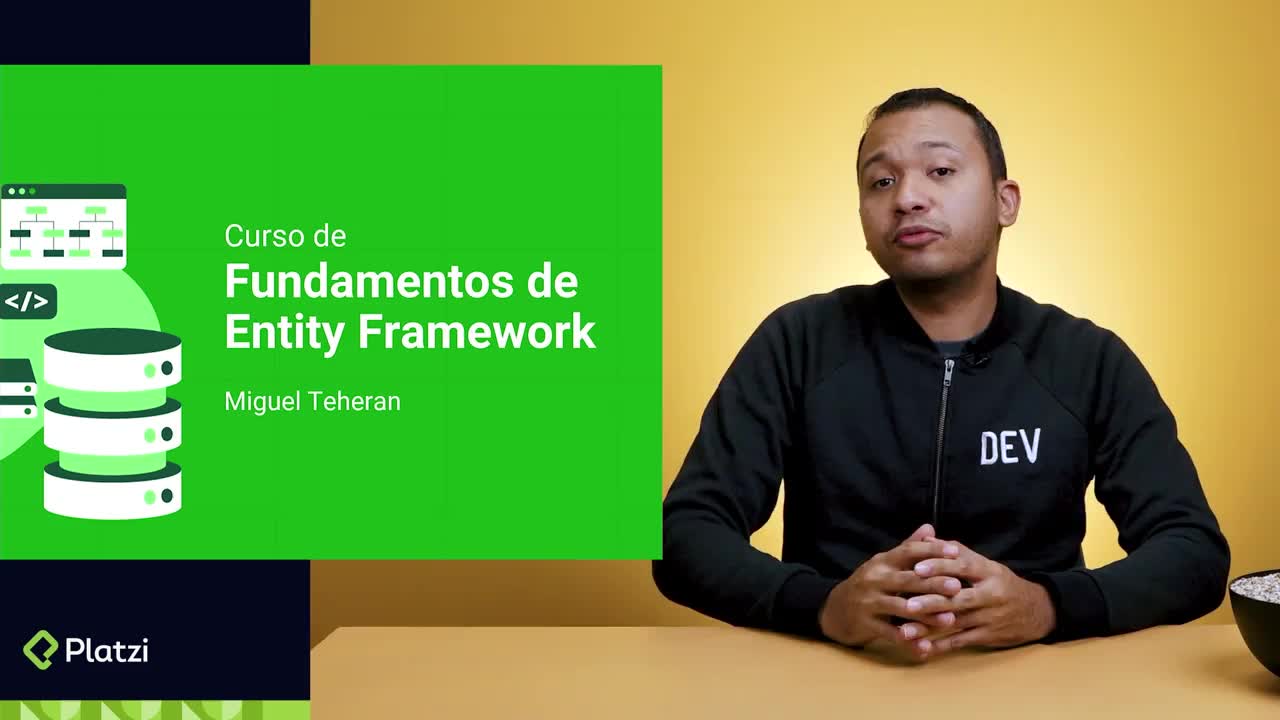 Curso de
Fundamentos de
Entity Framework
Miguel Teheran
</>
DEV
Platzi